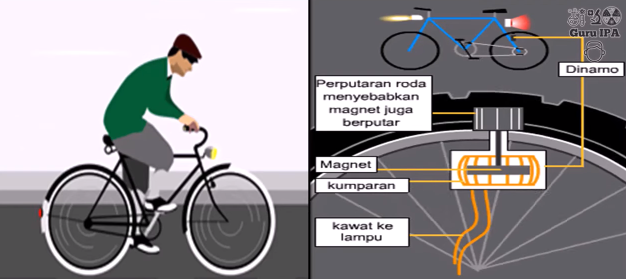 Guru IPA
Dinamo
Perputaran roda
menyebabkan
magnet juga
berputar
Magnet
kumparan
kawat ke
lampu